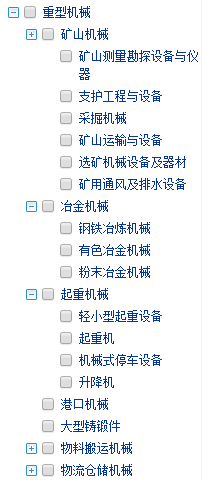 重型机械
矿山机械
矿山测量勘探设备与仪
器
支护工程与设备
采掘机械
矿山运输与设备
选矿机械设备及器材
矿用通风及排水设备
冶金机械
钢铁冶炼机械
有色冶金机械
粉末冶金机械
起重机械
轻小型起重设备
起重机
机械式停车设备
升降机
港口机械
大型铸锻件
物料搬运机械
物流仓储机械